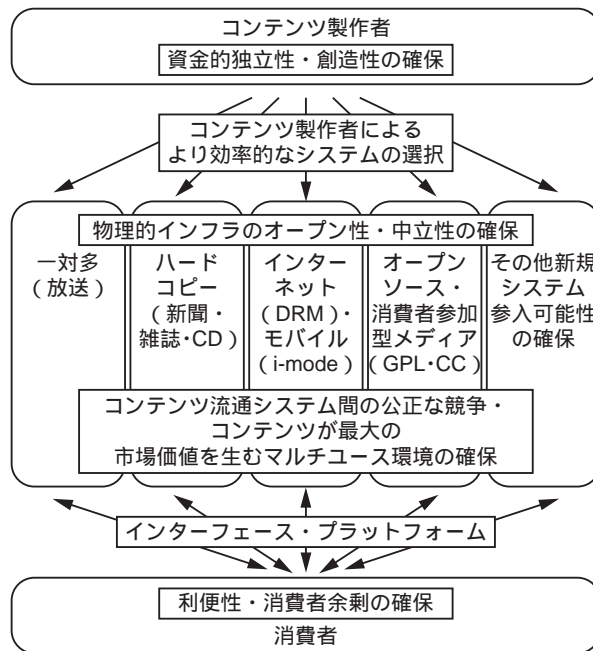 コンテンツ製作者
資金的独立性・創造性の確保
コンテンツ製作者による
より効率的なシステムの選択
物理的インフラのオープン性・中立性の確保
一対多
(放送)
ハード
コピー
(新聞・
雑誌・CD)
インター
ネット
(DRM)・
モバイル
(i-mode)
オープン
ソース・
消費者参加
型メディア
(GPL・CC)
その他新規
システム
参入可能性
の確保
コンテンツ流通システム間の公正な競争・
コンテンツが最大の
市場価値を生むマルチユース環境の確保
インターフェース・プラットフォーム
利便性・消費者余剰の確保
消費者